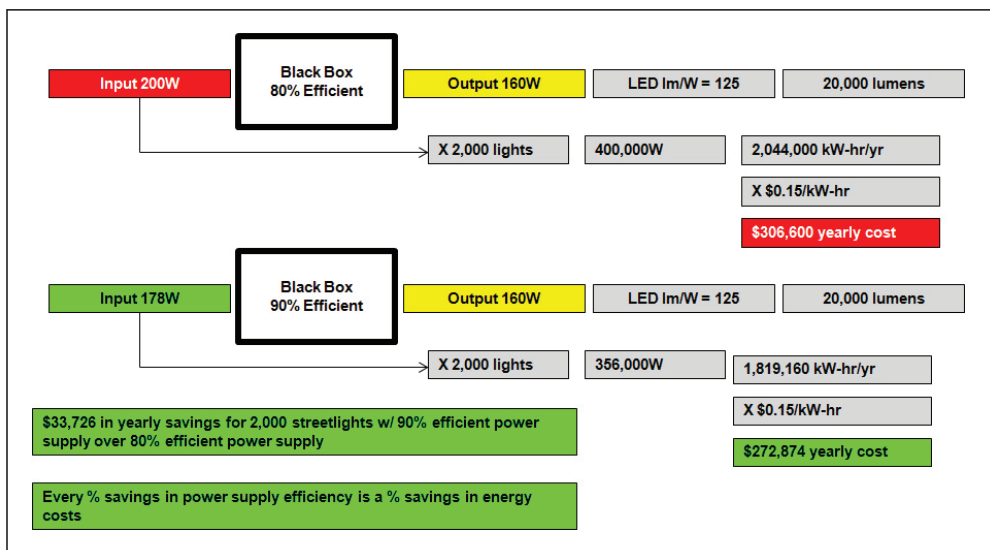 Input 200W
Black Box
80% Efficient
Output 160W
LED lm/W = 125
20,000 lumens
X 2,000 lights
400,000W
2,044,000 kW-hr/yr
X $0.15/kW-hr
$306,600 yearly cost
Input 178W
Black Box
90% Efficient
Output 160W
LED lm/W = 125
20,000 lumens
X 2,000 lights
356,000W
1,819,160 kW-hr/yr
X $0.15/kW-hr
$272,874 yearly cost
$33,726 in yearly savings for 2,000 streetlights w/ 90% efficient power
supply over 80% efficient power supply
Every % savings in power supply efficiency is a % savings in energy
costs